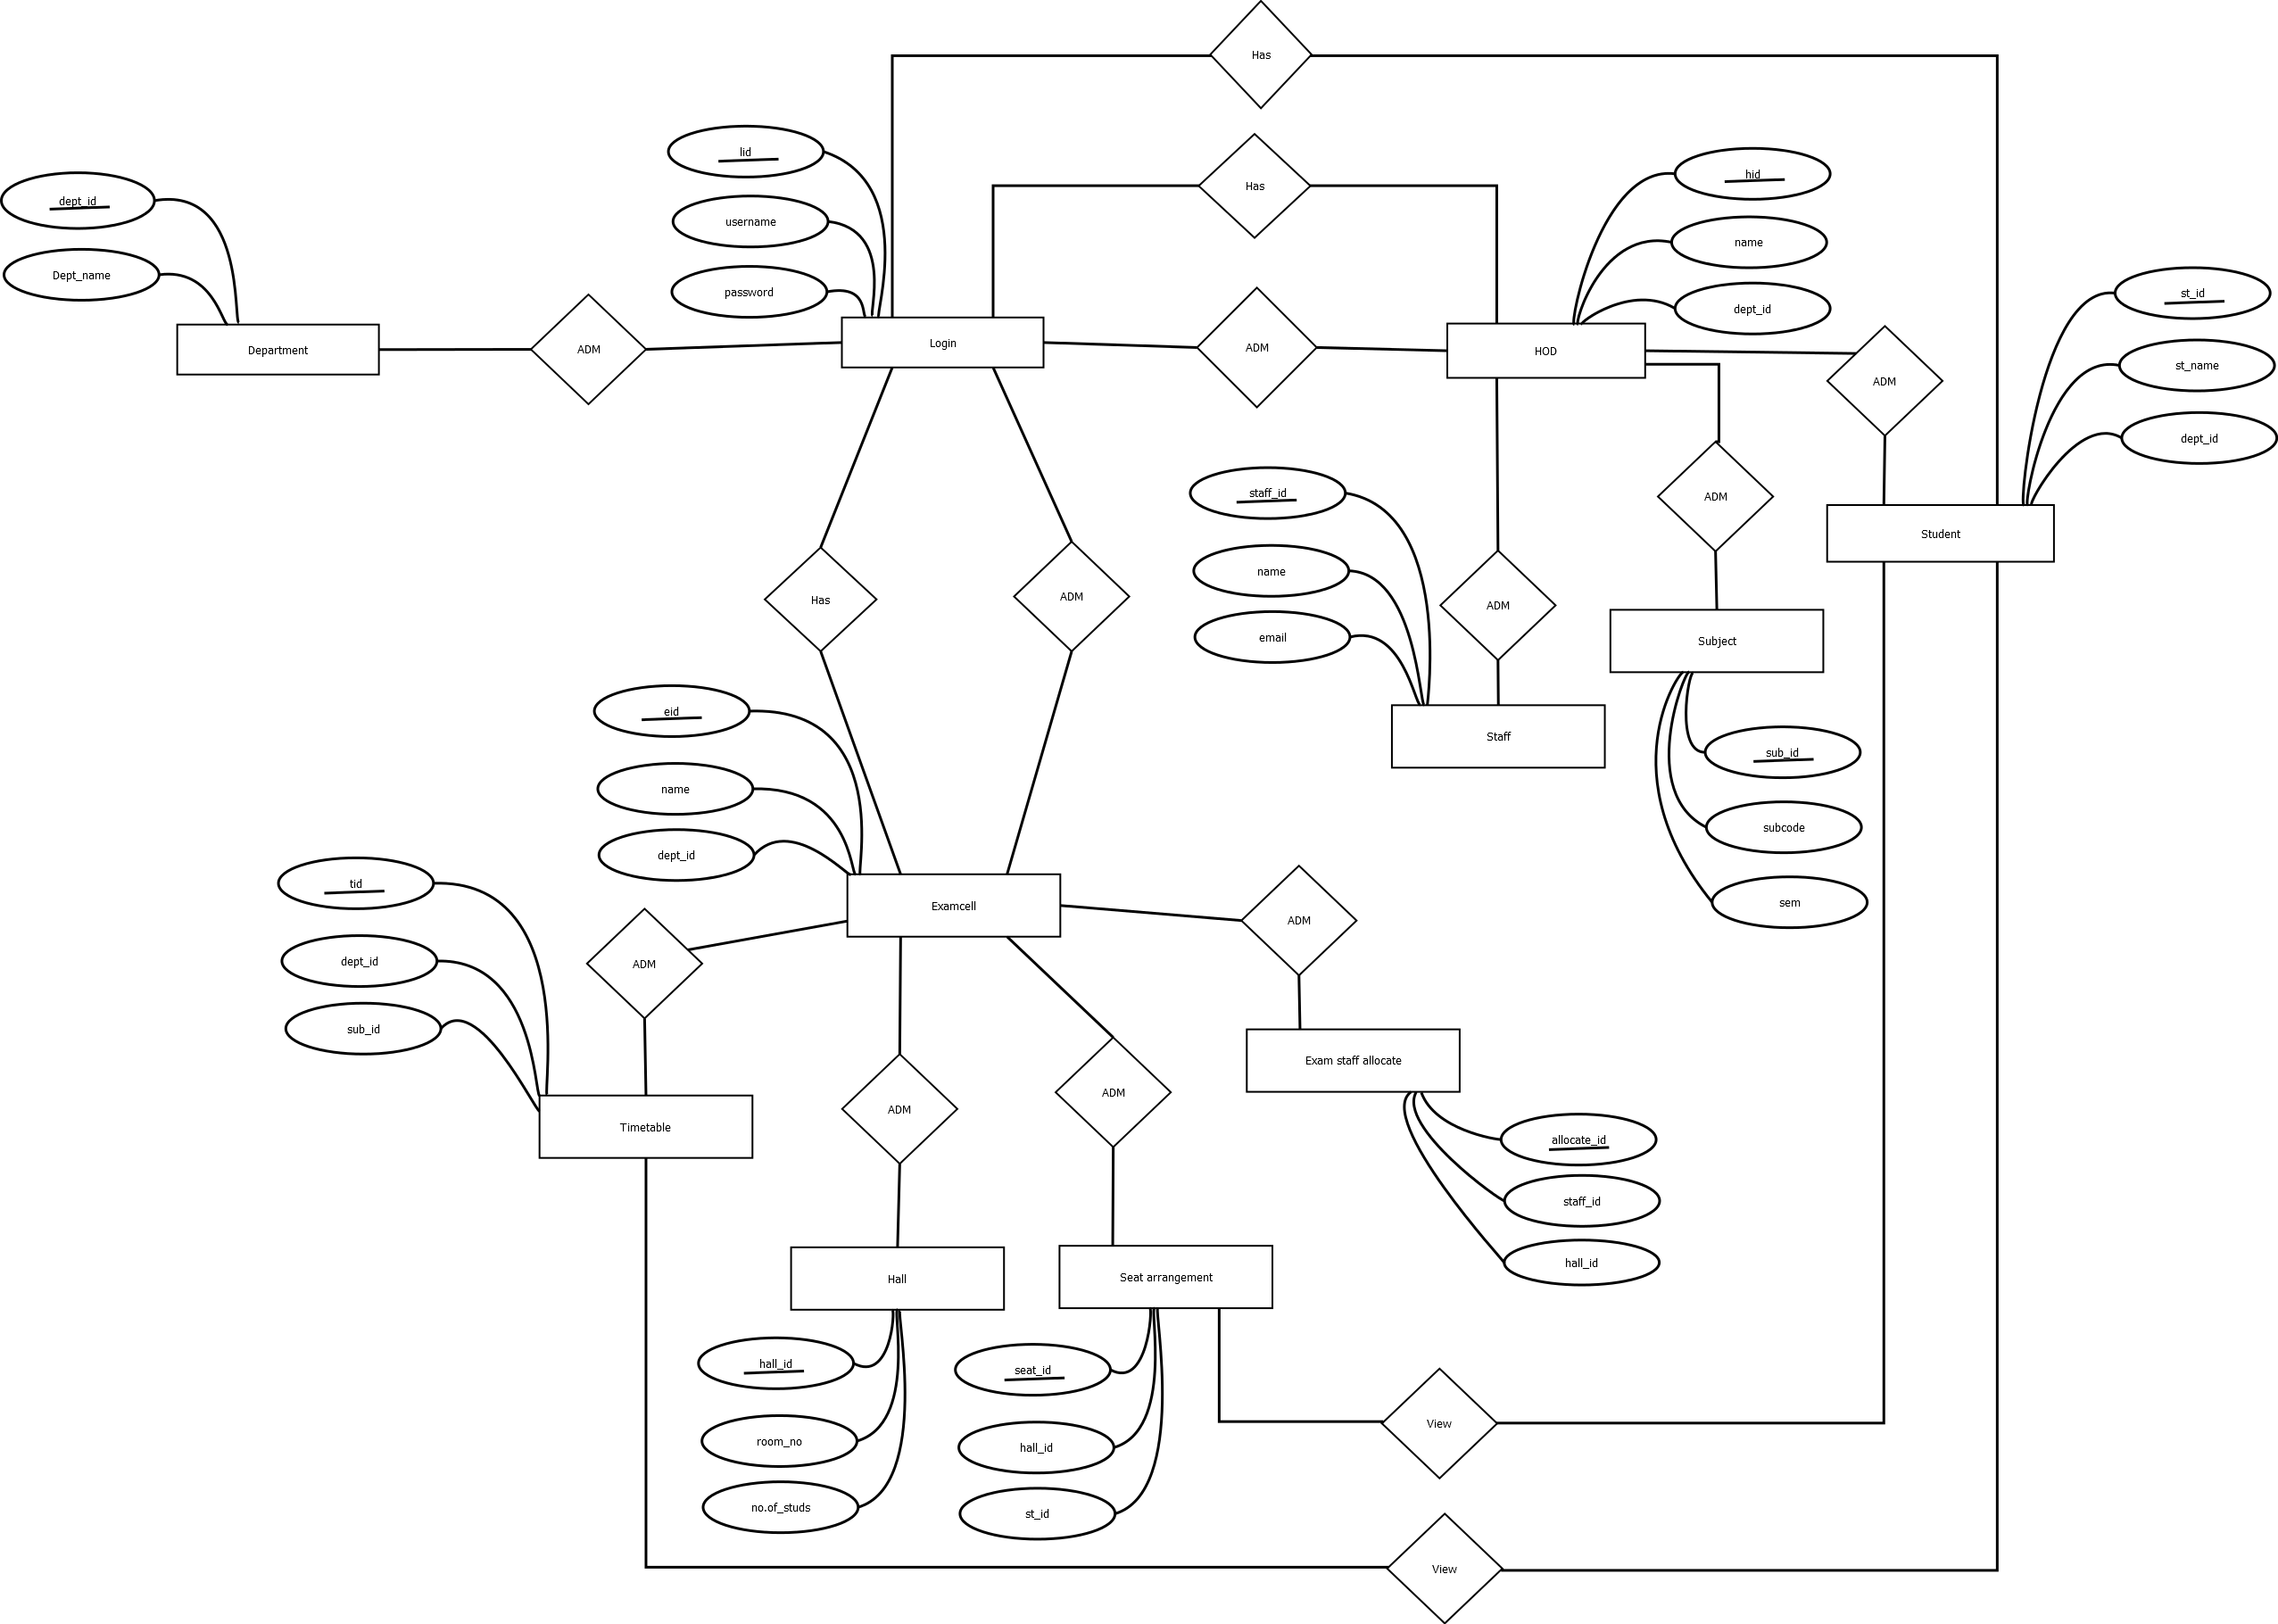 Has
lid
hid
Has
dept_id
username
name
Dept_name
password
st_id
dept_id
Department
ADM
Login
ADM
HOD
st_name
ADM
dept_id
staff_id
ADM
Student
name
Has
ADM
ADM
email
Subject
eid
Staff
sub_id
name
subcode
dept_id
tid
Examcell
sem
ADM
dept_id
ADM
sub_id
Exam staff allocate
ADM
ADM
Timetable
allocate_id
staff_id
hall_id
Hall
Seat arrangement
hall_id
seat_id
View
room_no
hall_id
no.of_studs
st_id
View